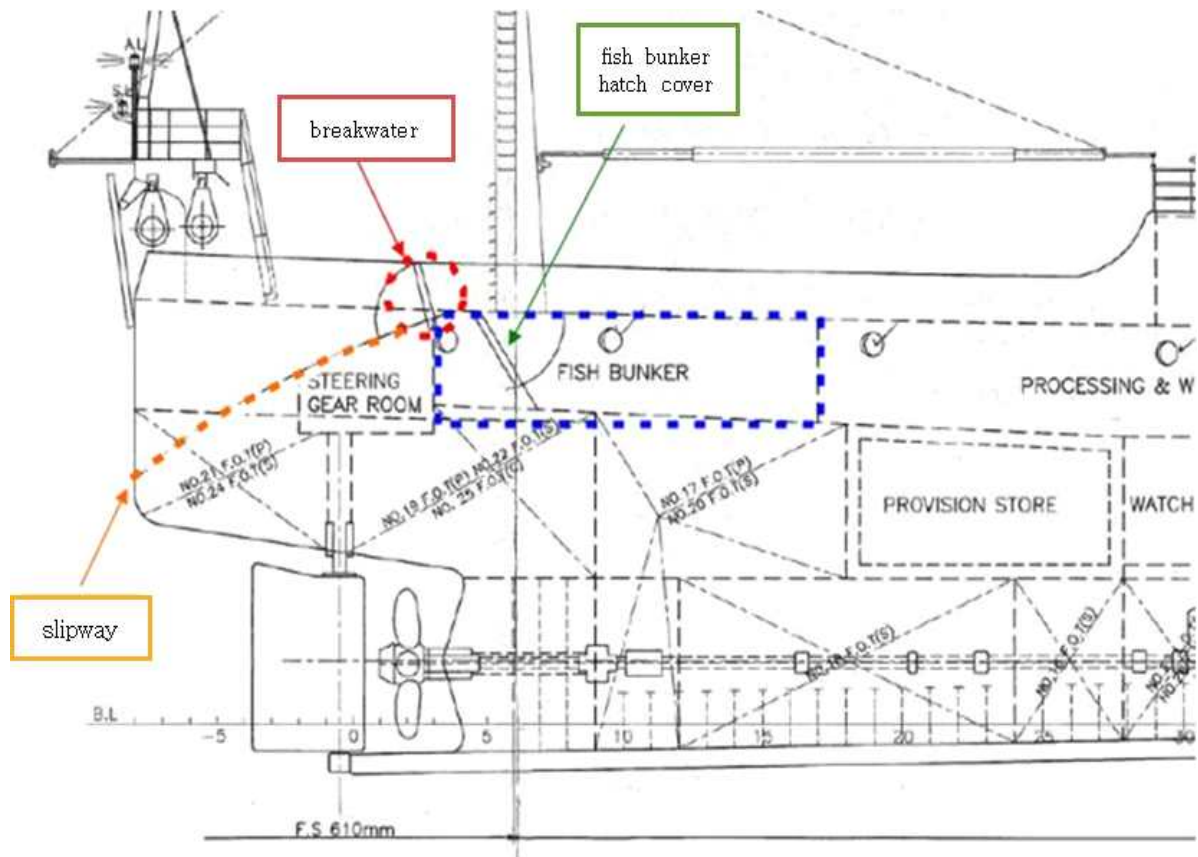 A.L
fish bunker
hatch cover
breakwater
STEERING
GEAR ROOM
FISH BUNKER
PROCESSING & W
NO.21 F.O.T(P)
NO.24 F.O.T(S)
NO.19 F.O.T(P) NO.22 F.O.T(S)
NO. 25 F.O.T(C)
NO.17 F.O.T(P)
NO.20 F.O.T(S)
PROVISION STORE
WATCH
slipway
F.O.T(S)
F.O.T(S)
B.L
-5
0
5
10
15
20
25
30
F.S 610mm